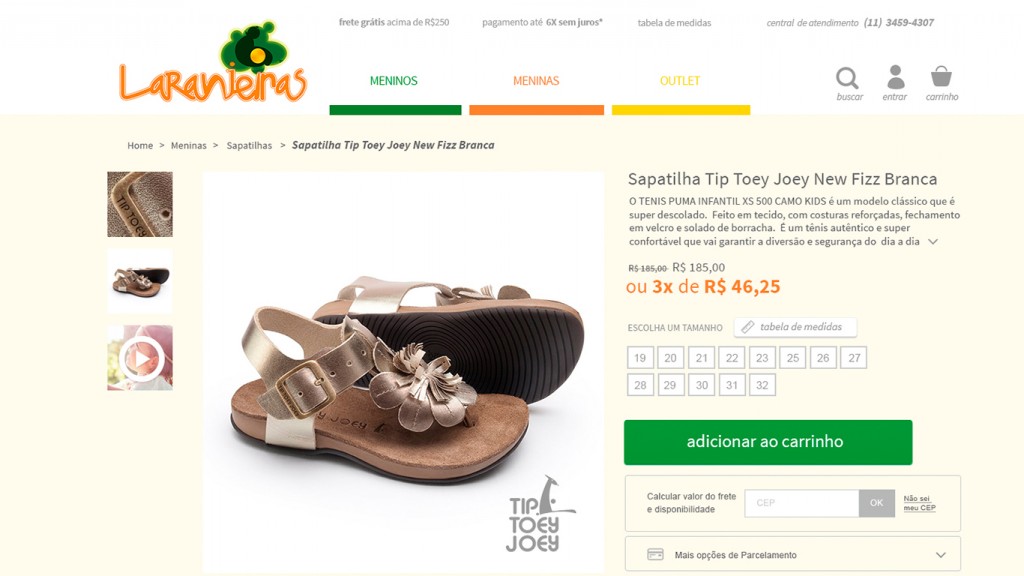 frete grátis acima de R$250
pagamento até 6X sem juros*
tabela de medidas
central de atendimento (11) 3459-4307
LARANJEIRAS
MENINOS
MENINAS
OUTLET
buscar
entrar
carrinho
Home > Meninas > Sapatilhas > Sapatilha Tip Toey Joey New Fizz Branca
TIP TOEY
Sapatilha Tip Toey Joey New Fizz Branca
O TENIS PUMA INFANTIL XS 500 CAMO KIDS é um modelo clássico que é
super descolado. Feito em tecido, com costuras reforçadas, fechamento
em velcro e solado de borracha. É um tênis autêntico e super
confortável que vai garantir a diversão e segurança do dia a dia
R$ 185,00 R$ 185,00
ou 3x de R$ 46,25
ESCOLHA UM TAMANHO
tabela de medidas
19 20 21 22 23 25 26 27
28 29 30 31 32
adicionar ao carrinho
Calcular valor do frete
e disponibilidade
CEP
OK
Não sei
meu CEP
Mais opções de Parcelamento
JOEY
TIP
TOEY
JOEY